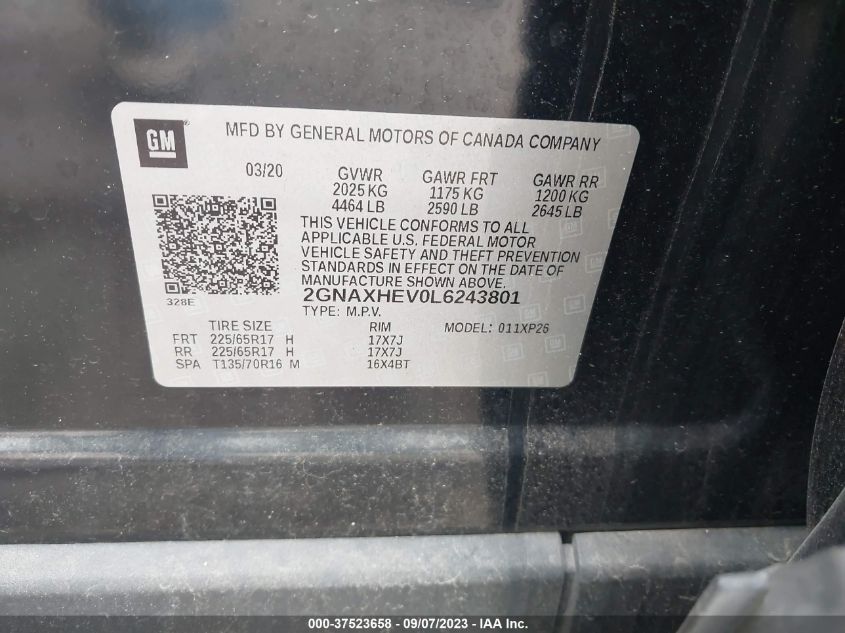 GM
MFD BY GENERAL MOTORS OF CANADA COMPANY
03/20 GVWR GAWR FRT GAWR RR
2025 KG 1175 KG 1200 KG
4464 LB 2590 LB 2645 LB
THIS VEHICLE CONFORMS TO ALL
APPLICABLE U.S. FEDERAL MOTOR
VEHICLE SAFETY AND THEFT PREVENTION
STANDARDS IN EFFECT ON THE DATE OF
MANUFACTURE SHOWN ABOVE.
328E 2GNAXHEV0L6243801
TYPE: M.P.V.
TIRE SIZE RIM MODEL: 011XP26
FRT 225/65R17 H 17X7J
RR 225/65R17 H 17X7J
SPA T135/70R16 M 16X4BT
000-37523658 - 09/07/2023 - IAA Inc.